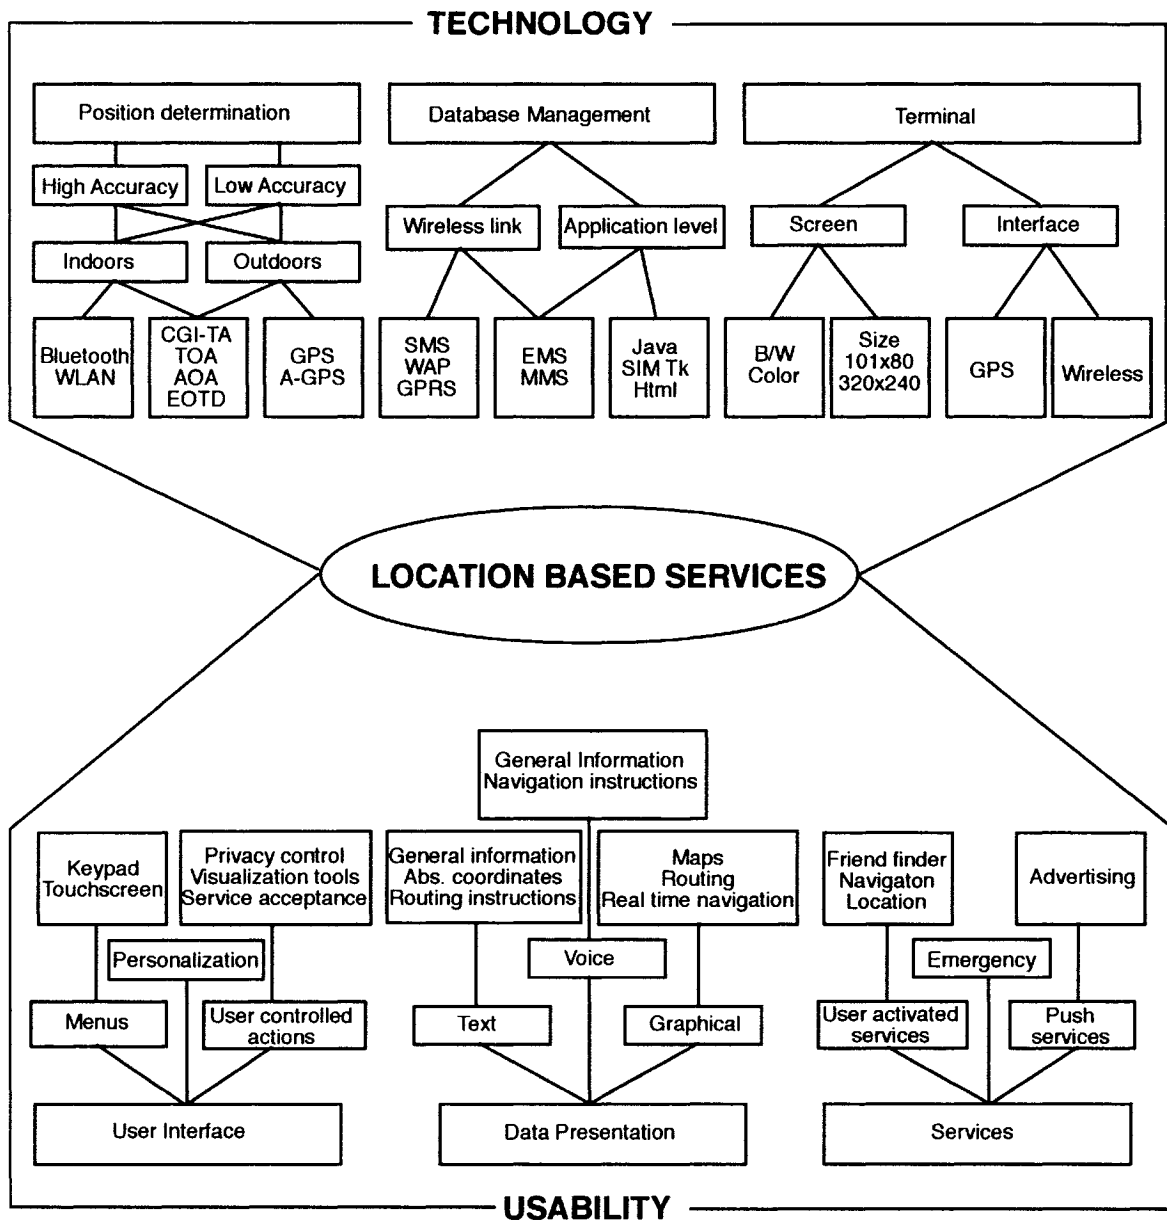 TECHNOLOGY
Position determination
Database Management
Terminal
High Accuracy
Low Accuracy
Wireless link
Application level
Screen
Interface
Indoors
Outdoors
Bluetooth
WLAN
CGI-TA
TOA
AOA
EOTD
GPS
A-GPS
SMS
WAP
GPRS
EMS
MMS
Java
SIM Tk
Html
B/W
Color
Size
101x80
320x240
GPS
Wireless
LOCATION BASED SERVICES
General Information
Navigation instructions
Keypad
Touchscreen
Privacy control
Visualization tools
Service acceptance
General information
Abs. coordinates
Routing instructions
Maps
Routing
Real time navigation
Friend finder
Navigaton
Location
Advertising
Personalization
Voice
Emergency
Menus
User controlled
actions
Text
Graphical
User activated
services
Push
services
User Interface
Data Presentation
Services
USABILITY